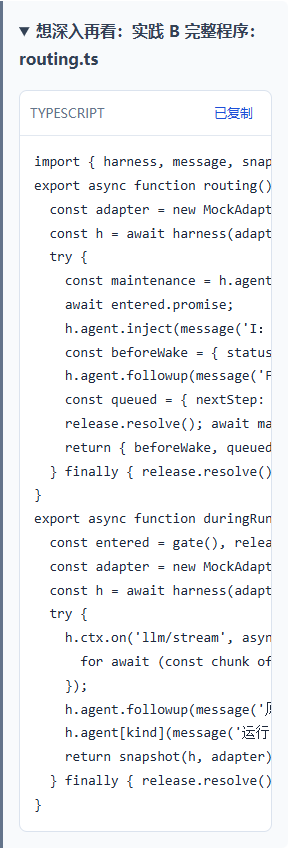 ▼ 想深入再看：实践 B 完整程序：
routing.ts
TYPESCRIPT 已复制
import { harness, message, snap
export async function routing()
const adapter = new MockAdapt
const h = await harness(adapt
try {
const maintenance = h.agent
await entered.promise;
h.agent.inject(message('I:
const beforeWake = { status
h.agent.followup(message('F
const queued = { nextStep:
release.resolve(); await ma
return { beforeWake, queued
} finally { release.resolve()
}
export async function duringRun
const entered = gate(), relea
const adapter = new MockAdapt
const h = await harness(adapt
try {
h.ctx.on('llm/stream', asyn
for await (const chunk of
});
h.agent.followup(message('
h.agent[kind](message('运行
return snapshot(h, adapter)
} finally { release.resolve()
}